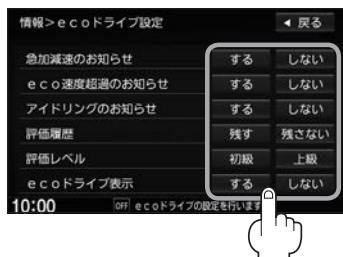 情報>ecoドライブ設定 ◀ 戻る
急加減速のお知らせ する しない
eco速度超過のお知らせ する しない
アイドリングのお知らせ する しない
評価履歴 残す 残さない
評価レベル 初級 上級
ecoドライブ表示 する しない
10:00 OFF ecoドライブの設定を行います